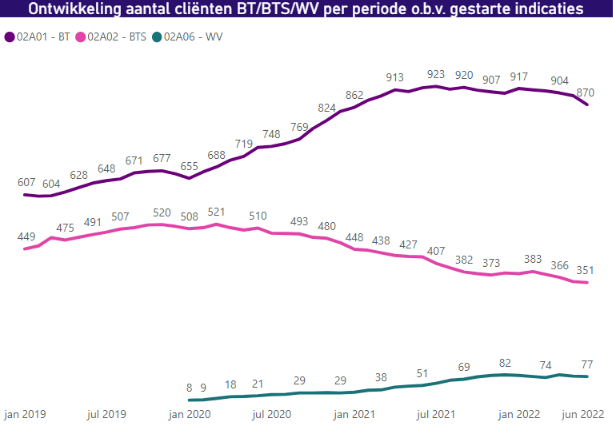 Ontwikkeling aantal cliënten BT/BTS/WV per periode o.b.v. gestarte indicaties
02A01 - BT 02A02 - BTS 02A06 - WV
607 604 628 648 671 677 655 688 719 748 769 824 862 913 923 920 907 917 904 870
449 475 491 507 520 508 521 510 493 480 448 438 427 407 382 373 383 366 351
8 9 18 21 29 29 38 51 69 82 74 77
jan 2019 jul 2019 jan 2020 jul 2020 jan 2021 jul 2021 jan 2022 jun 2022